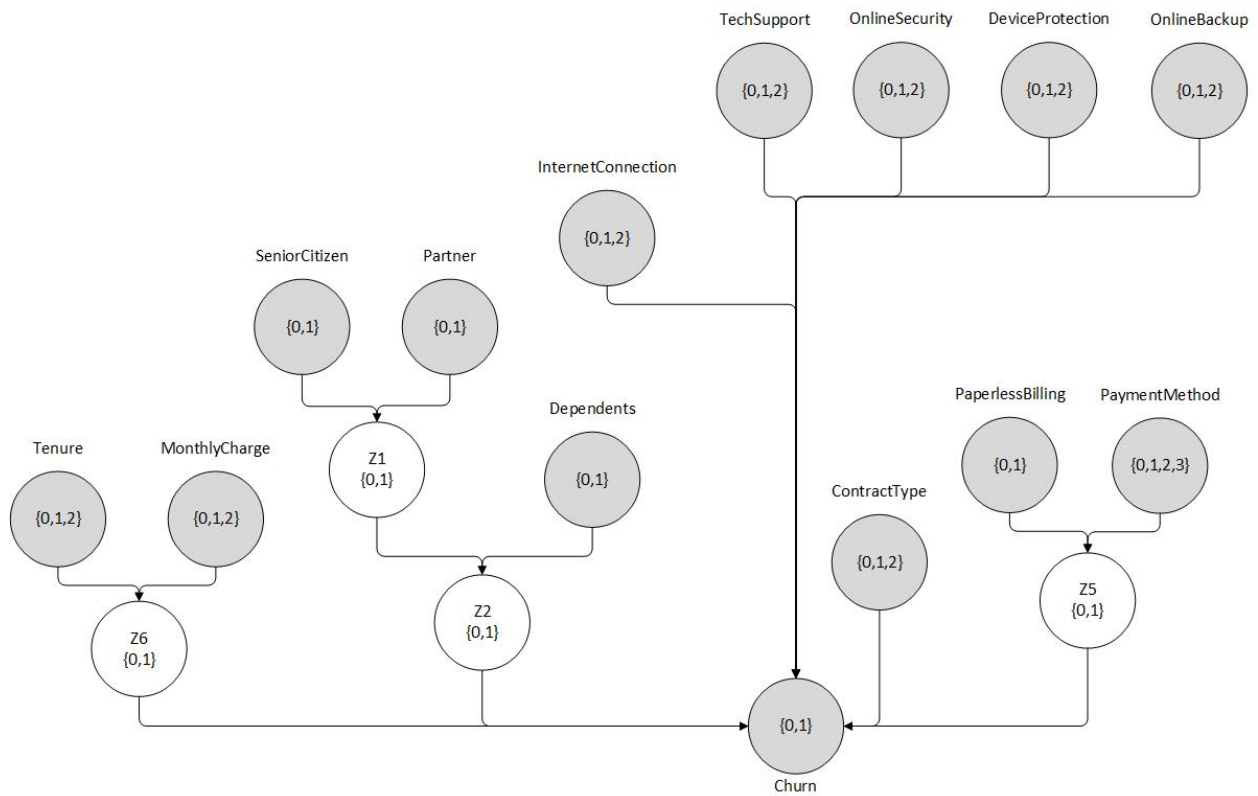 TechSupport
OnlineSecurity
DeviceProtection
OnlineBackup
{0,1,2}
{0,1,2}
{0,1,2}
{0,1,2}
InternetConnection
{0,1,2}
SeniorCitizen
Partner
{0,1}
{0,1}
PaperlessBilling
PaymentMethod
Dependents
Tenure
MonthlyCharge
Z1
{0,1}
{0,1}
{0,1}
{0,1,2,3}
ContractType
{0,1,2}
{0,1,2}
{0,1,2}
Z5
{0,1}
Z2
{0,1}
Z6
{0,1}
{0,1}
Churn